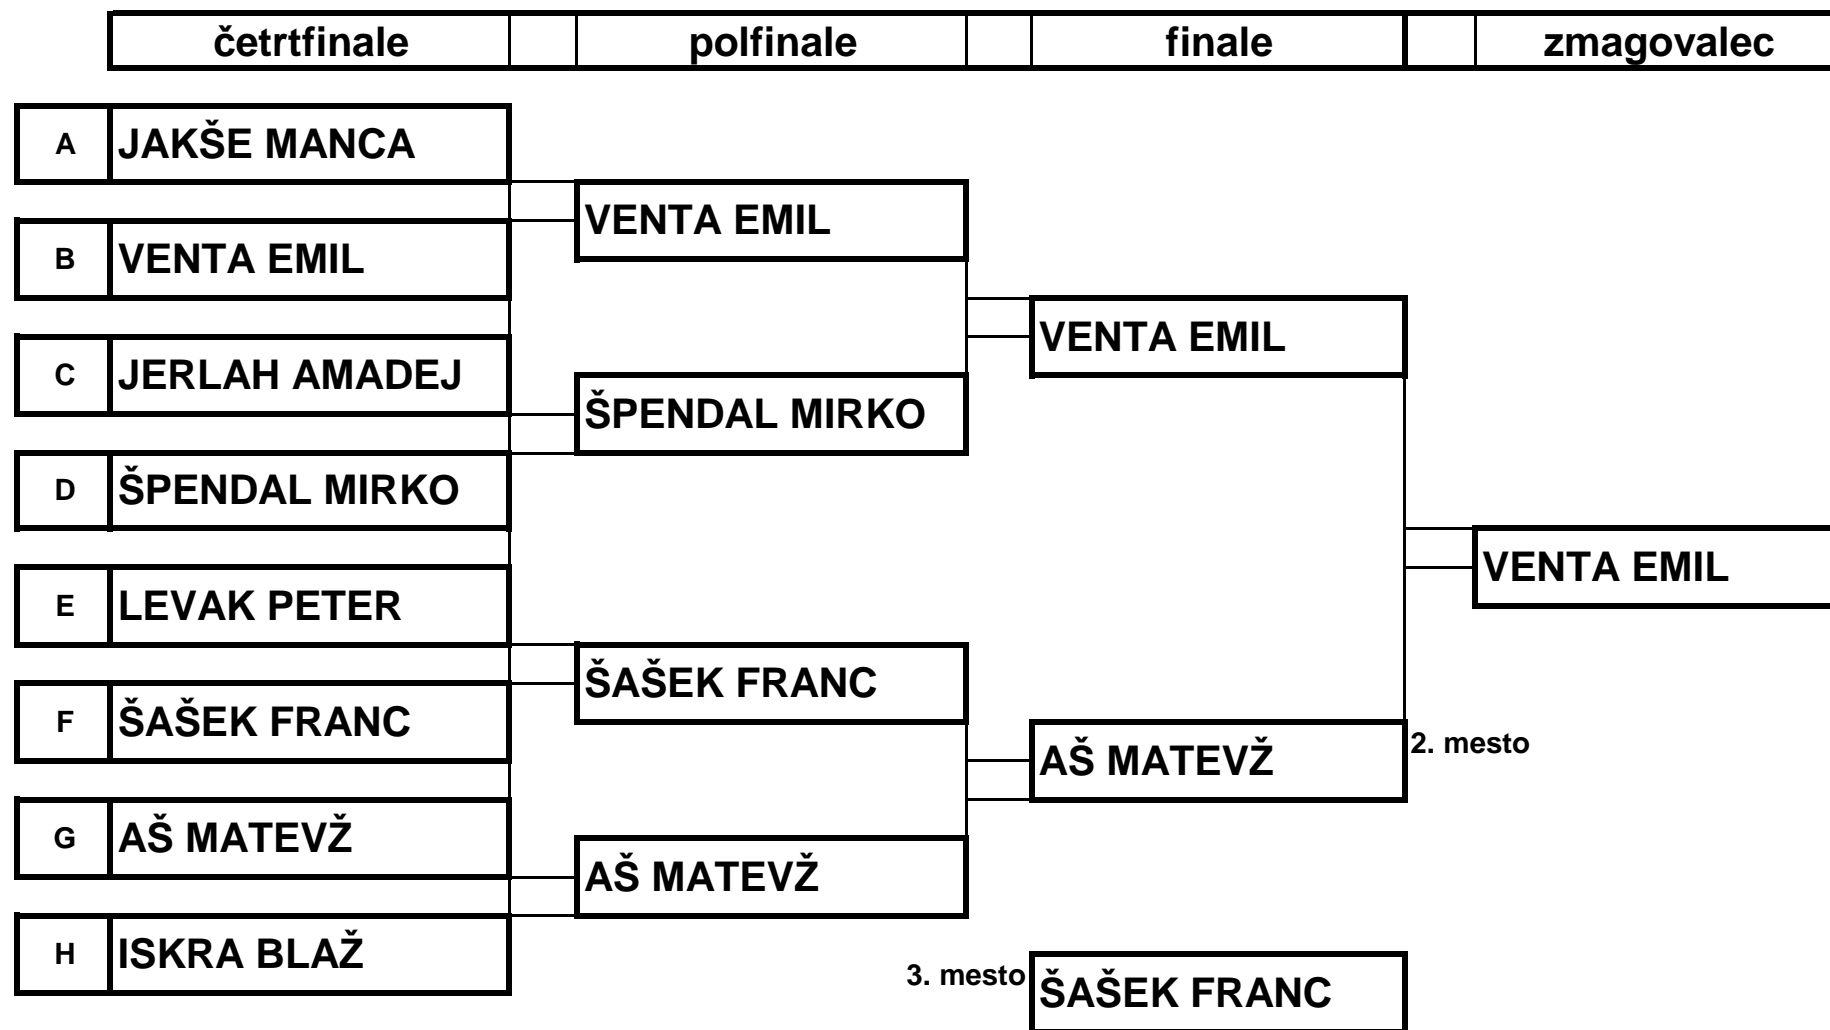 četrtfinale polfinale finale zmagovalec
A JAKŠE MANCA
VENTA EMIL
B VENTA EMIL
VENTA EMIL
C JERLAH AMADEJ
ŠPENDAL MIRKO
D ŠPENDAL MIRKO
VENTA EMIL
E LEVAK PETER
ŠAŠEK FRANC
F ŠAŠEK FRANC
AŠ MATEVŽ 2. mesto
G AŠ MATEVŽ
AŠ MATEVŽ
H ISKRA BLAŽ
3. mesto ŠAŠEK FRANC